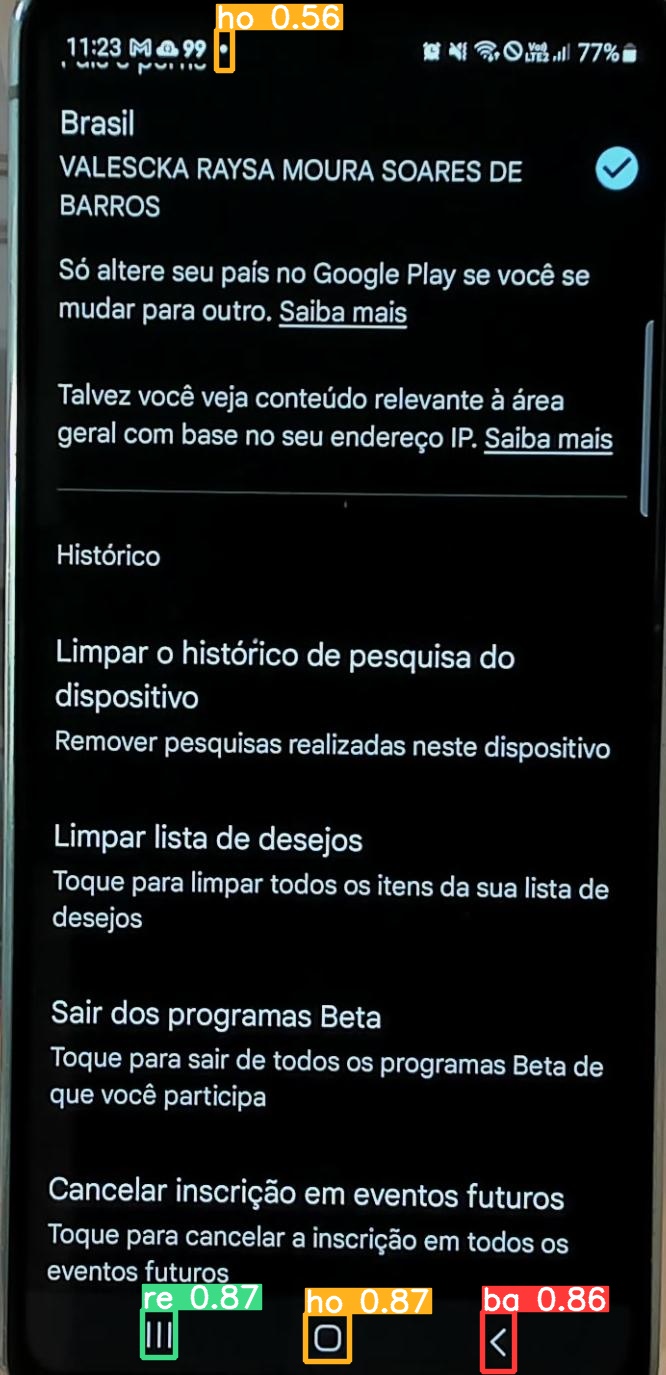 ho 0.56
11:23 99 77%
Brasil
VALESCKA RAYSA MOURA SOARES DE
BARROS
Só altere seu país no Google Play se você se
mudar para outro. Saiba mais
Talvez você veja conteúdo relevante à área
geral com base no seu endereço IP. Saiba mais
Histórico
Limpar o histórico de pesquisa do
dispositivo
Remover pesquisas realizadas neste dispositivo
Limpar lista de desejos
Toque para limpar todos os itens da sua lista de
desejos
Sair dos programas Beta
Toque para sair de todos os programas Beta de
que você participa
Cancelar inscrição em eventos futuros
Toque para cancelar a inscrição em todos os
eventos futuros
re 0.87 ho 0.87 ba 0.86